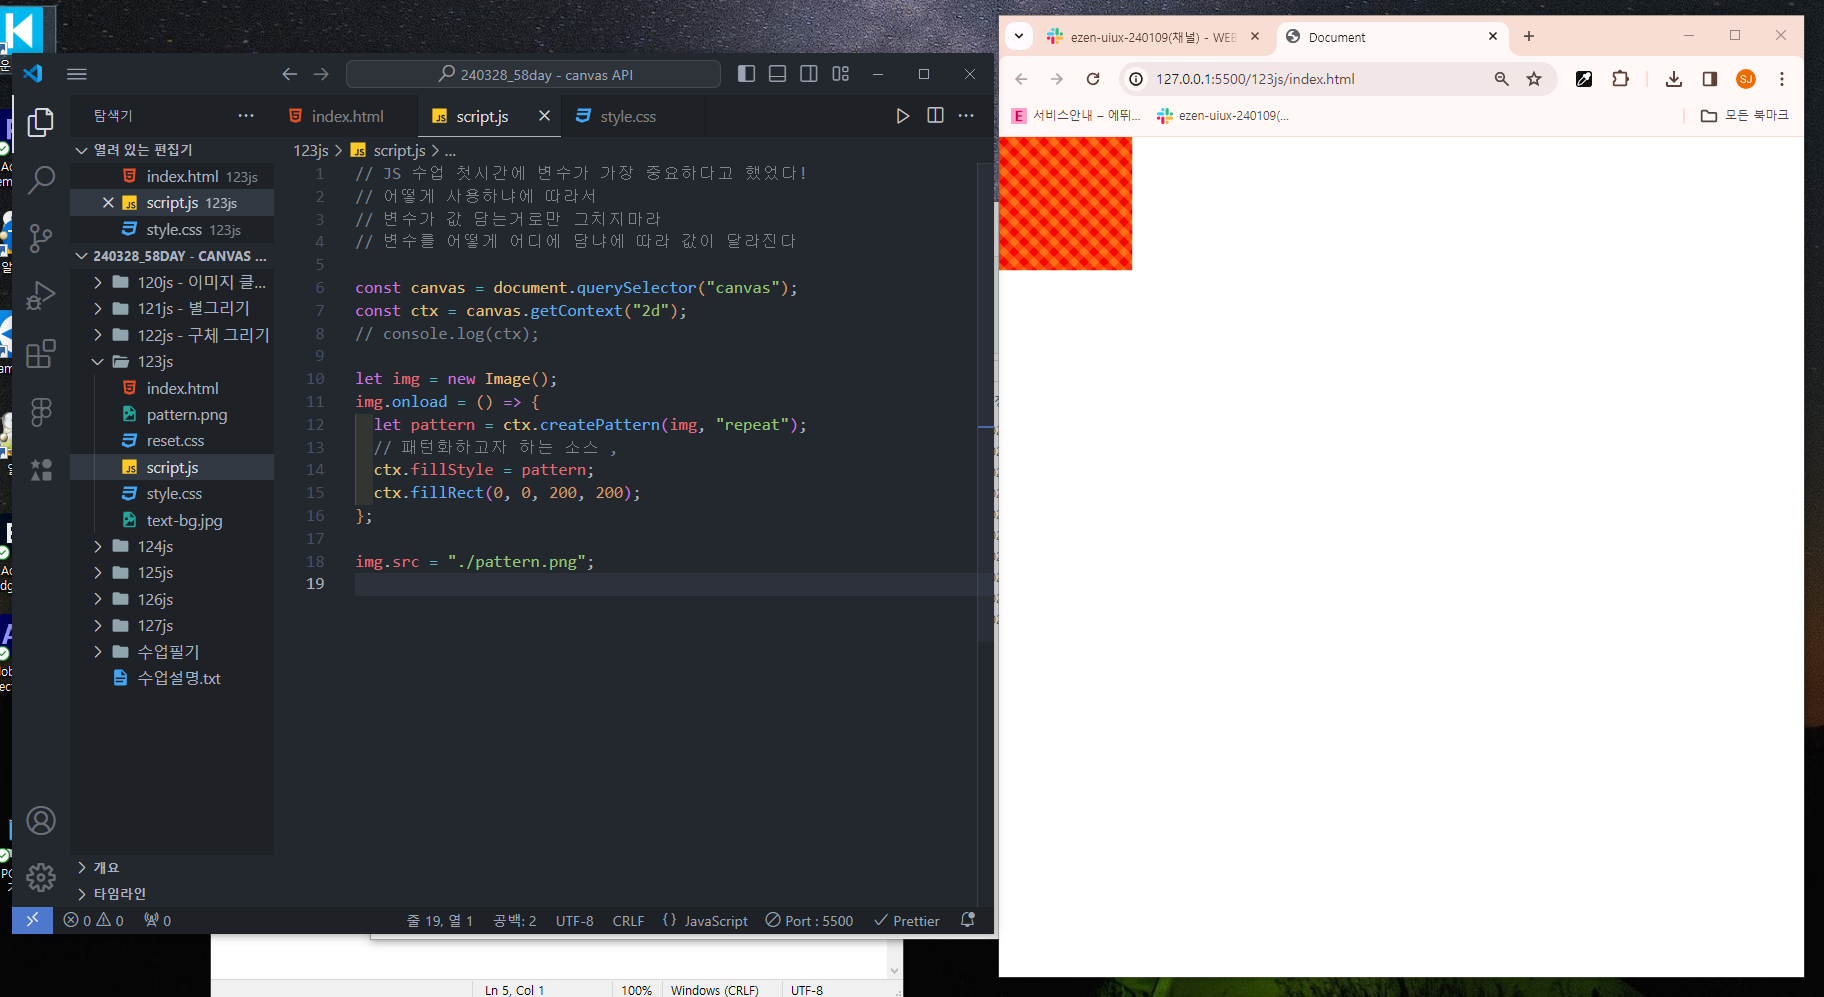 240328_58day - canvas API
탐색기
index.html
script.js
style.css
열려 있는 편집기
index.html 123js
script.js 123js
style.css 123js
240328_58DAY - CANVAS ...
120js - 이미지 클...
121js - 별그리기
122js - 구체 그리기
123js
index.html
pattern.png
reset.css
script.js
style.css
text-bg.jpg
124js
125js
126js
127js
수업필기
수업설명.txt
개요
타임라인
123js > JS script.js > ...
1 // JS 수업 첫시간에 변수가 가장 중요하다고 했었다!
2 // 어떻게 사용하냐에 따라서
3 // 변수가 값 담는거로만 그치지마라
4 // 변수를 어떻게 어디에 담냐에 따라 값이 달라진다
5
6 const canvas = document.querySelector("canvas");
7 const ctx = canvas.getContext("2d");
8 // console.log(ctx);
9
10 let img = new Image();
11 img.onload = () => {
12 let pattern = ctx.createPattern(img, "repeat");
13 // 패턴화하고자 하는 소스 ,
14 ctx.fillStyle = pattern;
15 ctx.fillRect(0, 0, 200, 200);
16 };
17
18 img.src = "./pattern.png";
19
0 0 0 줄 19, 열 1 공백: 2 UTF-8 CRLF {} JavaScript Port : 5500 Prettier
Ln 5, Col 1 100% Windows (CRLF) UTF-8
ezen-uiux-240109(채널) - WEB
Document
127.0.0.1:5500/123js/index.html
SJ
E 서비스안내 – 에뛰...
ezen-uiux-240109(...
모든 북마크